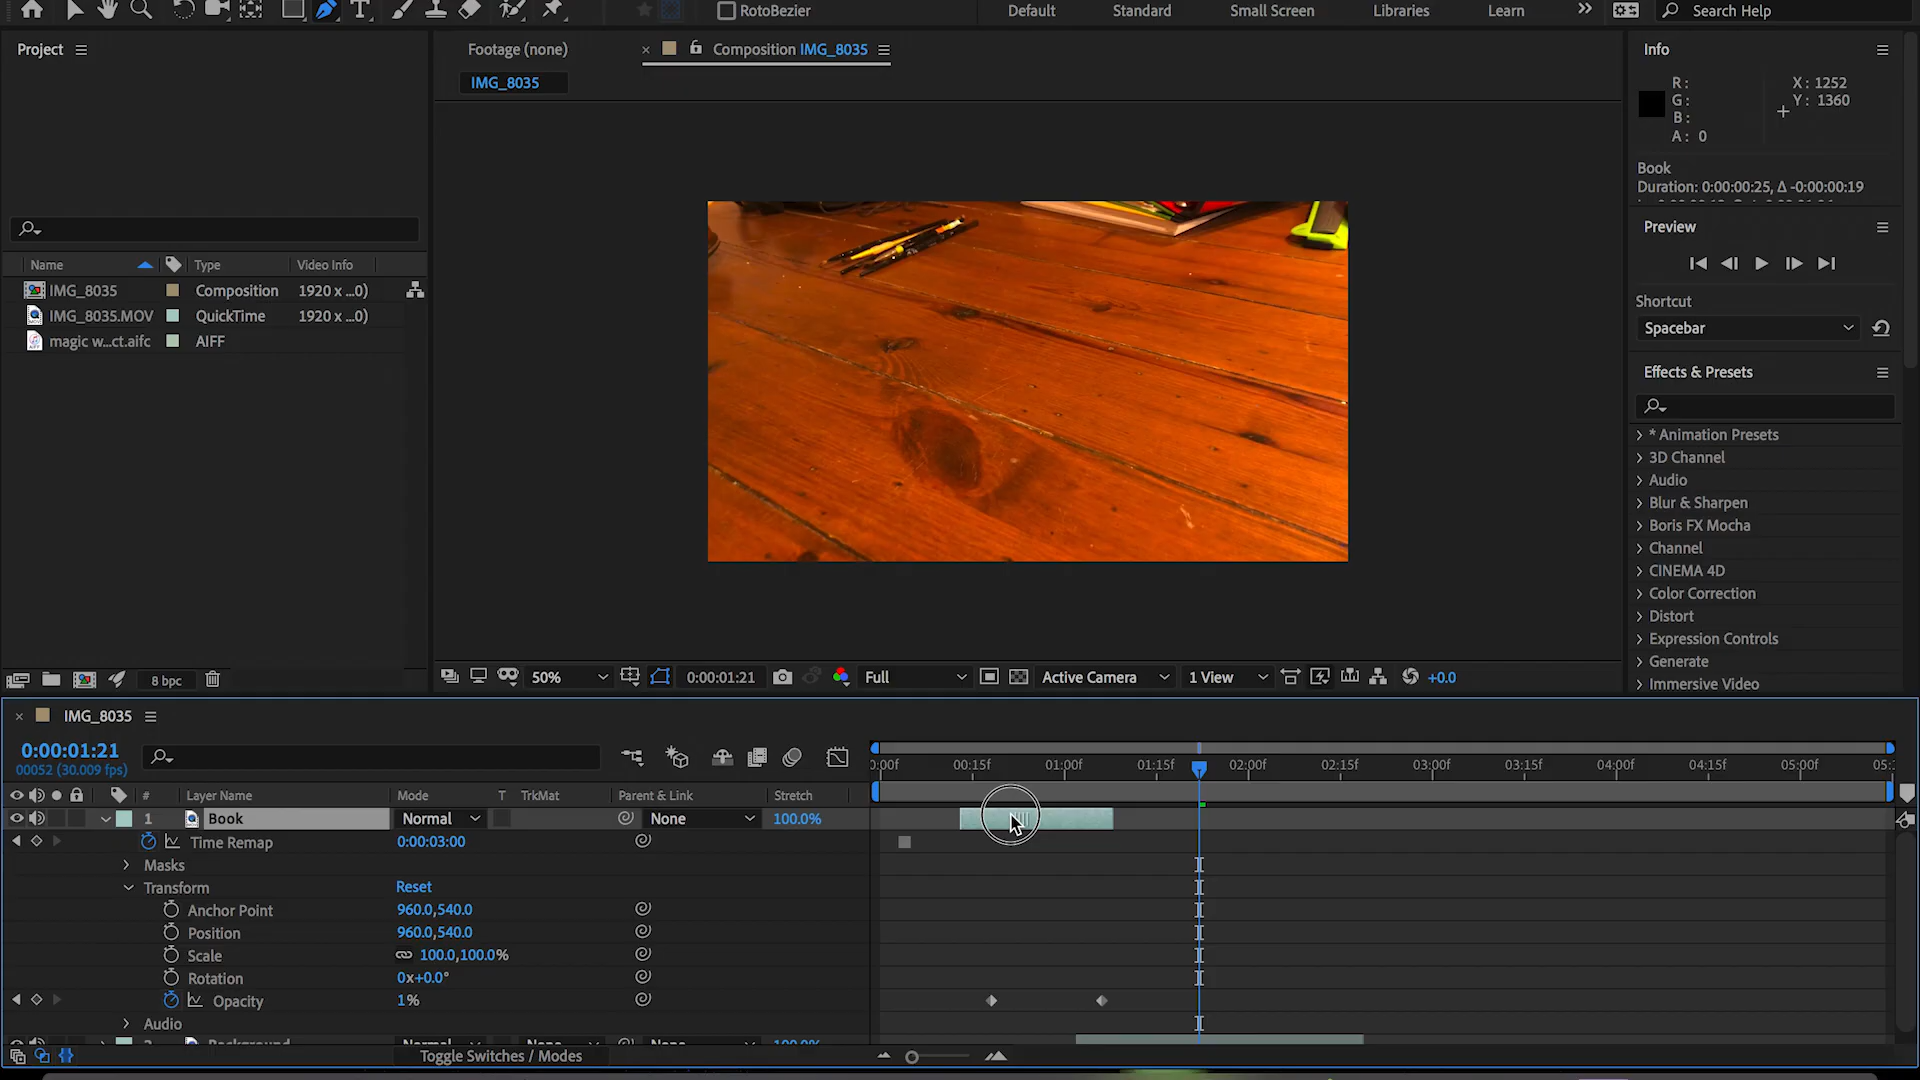 RotoBezier
Default
Standard
Small Screen
Libraries
Learn
Search Help
Project
Footage (none)
Composition IMG_8035
IMG_8035
Info
R :
G :
B :
A : 0
X : 1252
Y : 1360
Book
Duration: 0:00:00:25, Δ -0:00:00:19
Preview
Shortcut
Spacebar
Effects & Presets
Name
Type
Video Info
IMG_8035
Composition
1920 x ...0)
IMG_8035.MOV
QuickTime
1920 x ...0)
magic w...ct.aifc
AIFF
* Animation Presets
3D Channel
Audio
Blur & Sharpen
Boris FX Mocha
Channel
CINEMA 4D
Color Correction
Distort
Expression Controls
Generate
Immersive Video
8 bpc
50%
0:00:01:21
Full
Active Camera
1 View
+0.0
IMG_8035
0:00:01:21
00052 (30.009 fps)
0:00f
00:15f
01:00f
01:15f
02:00f
02:15f
03:00f
03:15f
04:00f
04:15f
05:00f
#
Layer Name
Mode
T
TrkMat
Parent & Link
Stretch
1
Book
Normal
None
100.0%
Time Remap
0:00:03:00
Masks
Transform
Reset
Anchor Point
960.0,540.0
Position
960.0,540.0
Scale
100.0,100.0%
Rotation
0x+0.0°
Opacity
1%
Audio
Toggle Switches / Modes